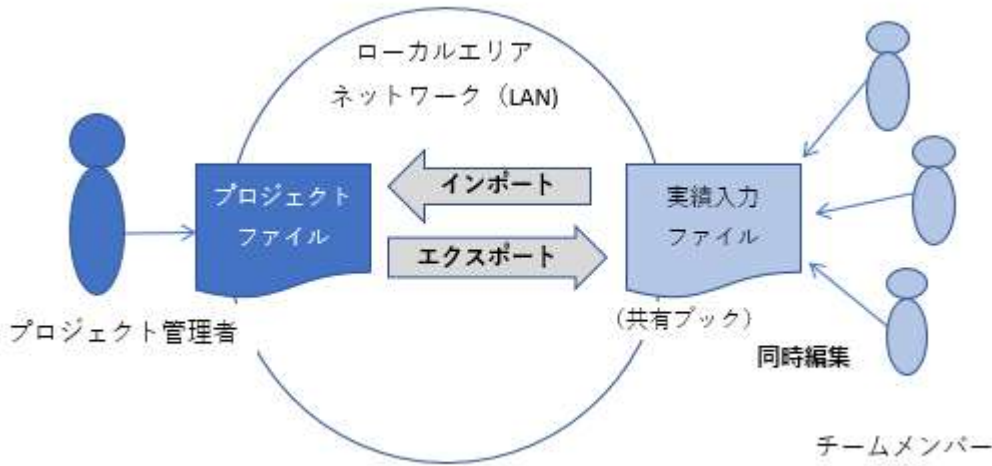 ローカルエリア
ネットワーク（LAN)
プロジェクト
ファイル
インポート
エクスポート
実績入力
ファイル
（共有ブック）
プロジェクト管理者
同時編集
チームメンバー